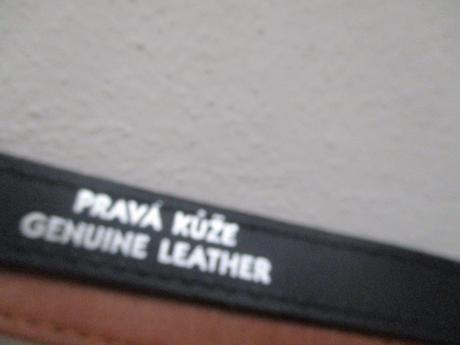 PRAVÁ KŮŽE
GENUINE LEATHER